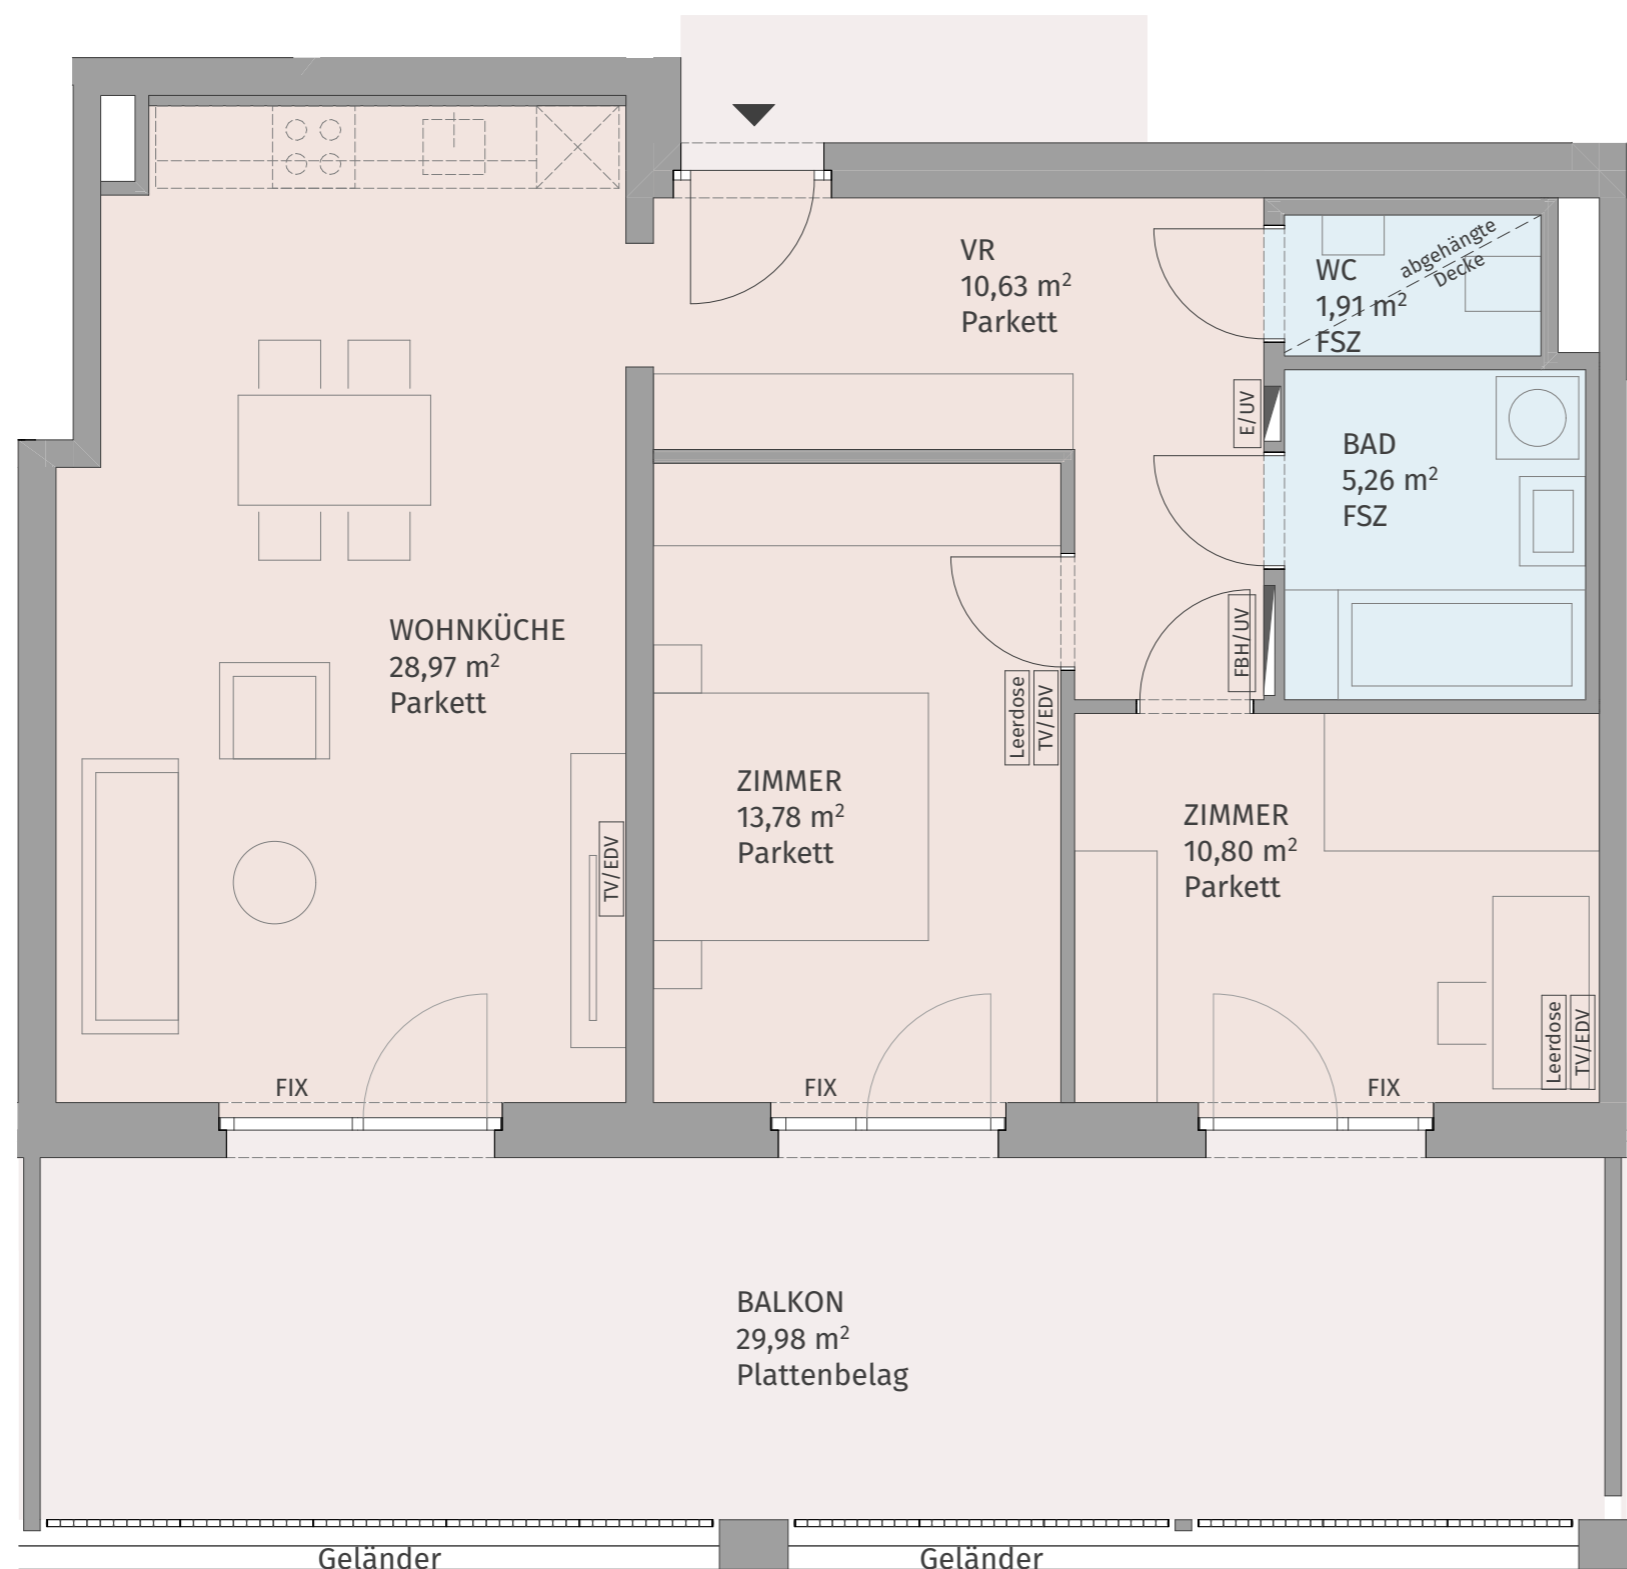 VR
10,63 m²
Parkett
WC
1,91 m²
FSZ
abgehängte
Decke
E/UV
BAD
5,26 m²
FSZ
WOHNKÜCHE
28,97 m²
Parkett
FBH/UV
Leerdose
TV/EDV
ZIMMER
13,78 m²
Parkett
ZIMMER
10,80 m²
Parkett
TV/EDV
Leerdose
TV/EDV
FIX
FIX
FIX
BALKON
29,98 m²
Plattenbelag
Geländer
Geländer